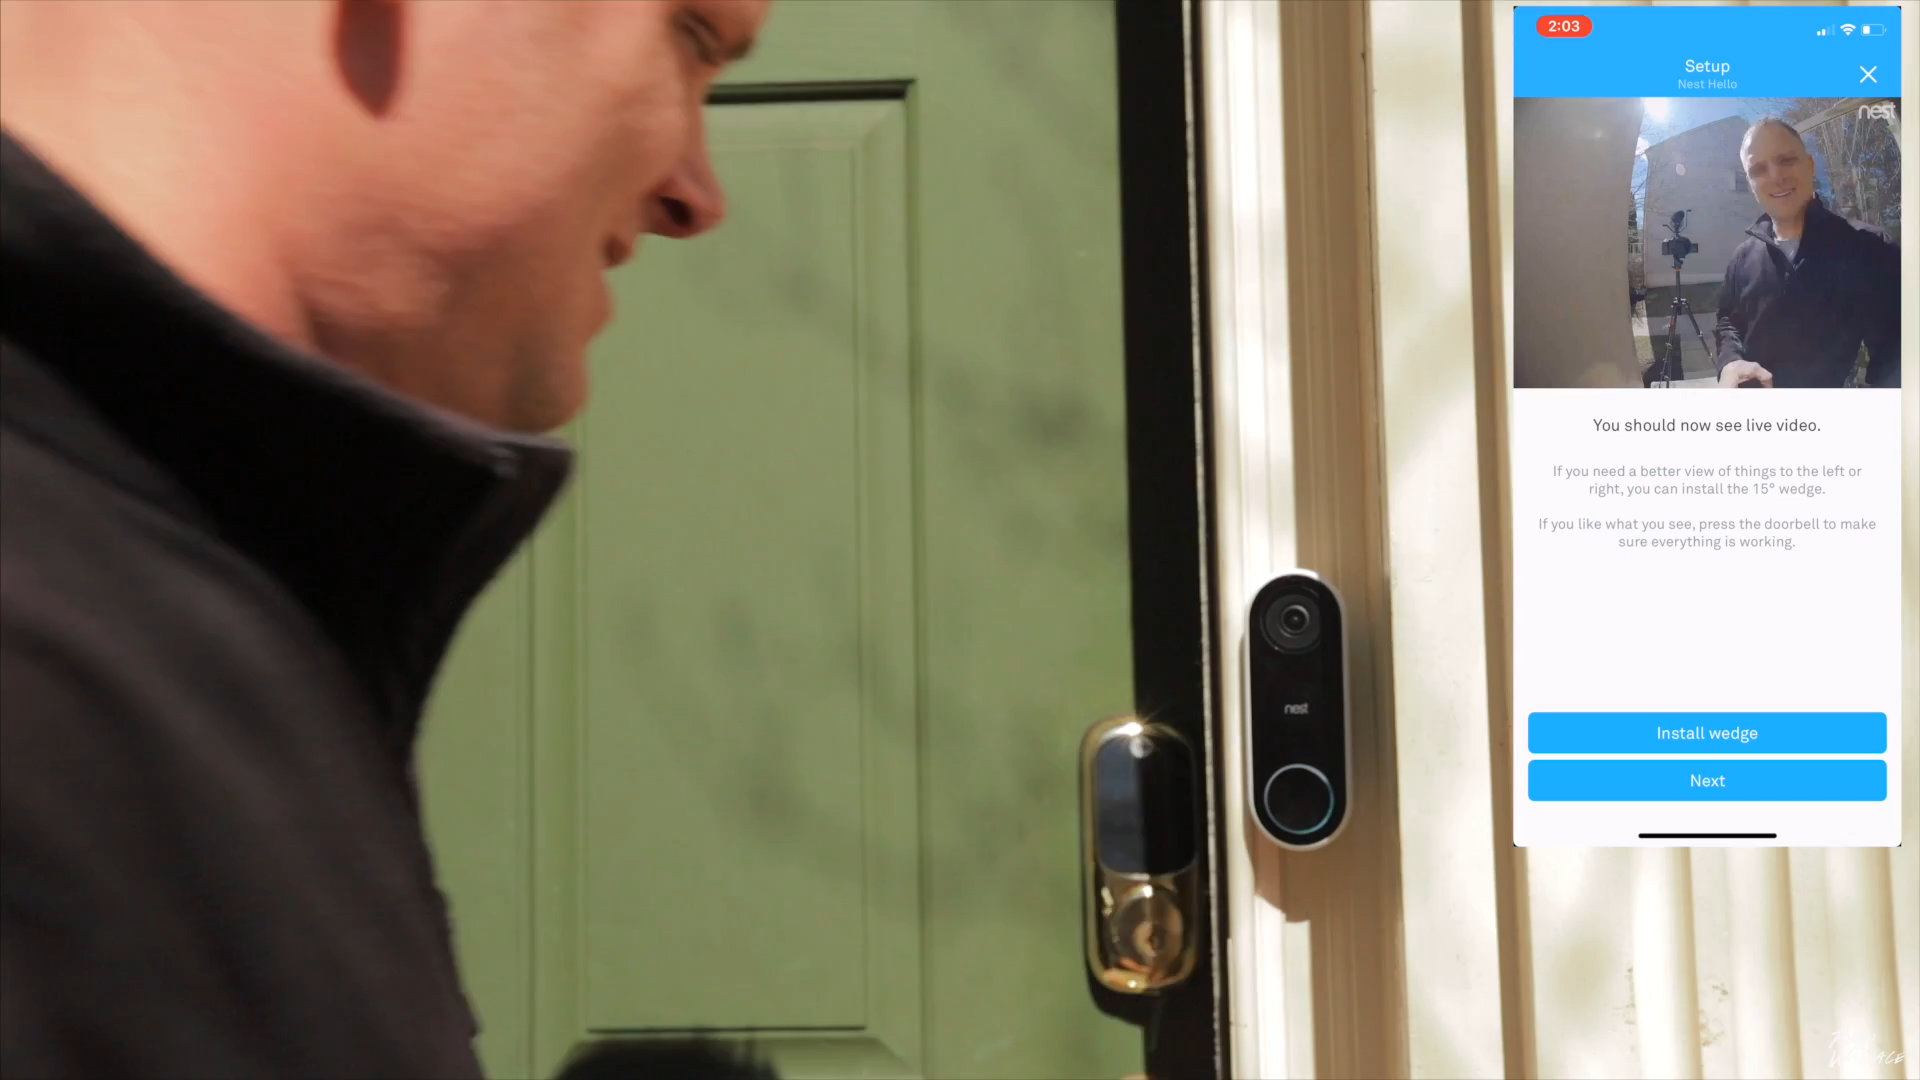 2:03
Setup
Nest Hello
nest
You should now see live video.
If you need a better view of things to the left or
right, you can install the 15° wedge.
If you like what you see, press the doorbell to make
sure everything is working.
Install wedge
Next
nest